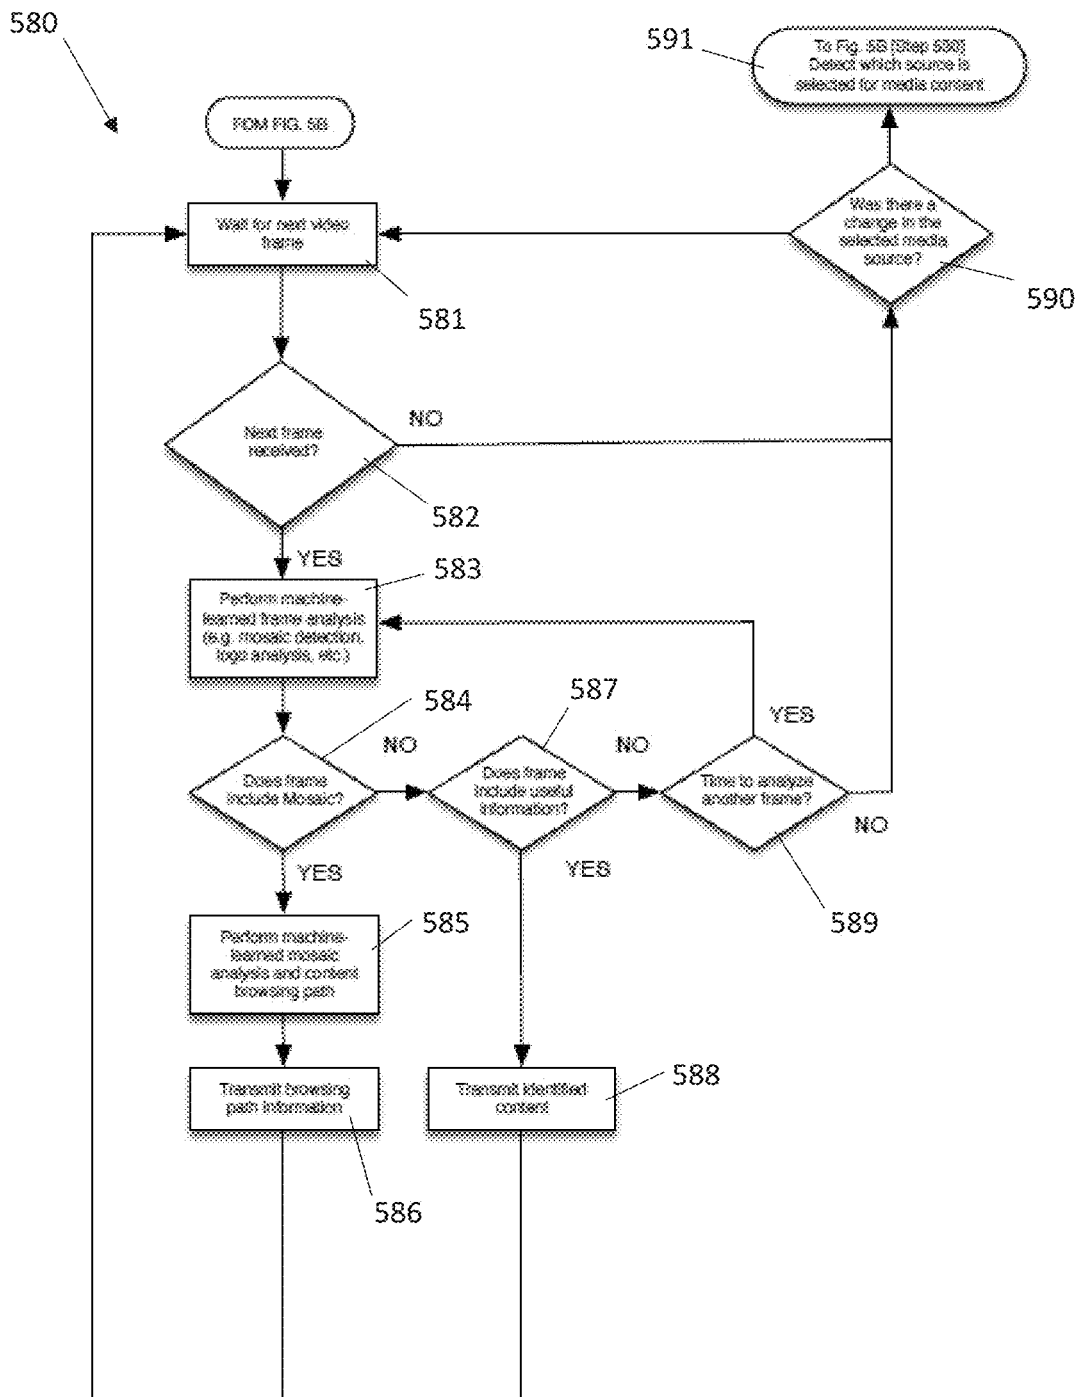 580
591
To Fig. 5B [Step 530]
Detect which source is
selected for media content
FIG. 5B
Wait for next video
frame
581
Was there a
change in the
selected media
source?
590
Next frame
received?
NO
582
YES
583
Perform machine-
learned frame analysis
(e.g. mosaic detection,
logo analysis, etc.)
584
NO
587
NO
YES
Does frame
include Mosaic?
Does frame
include useful
information?
Time to analyze
another frame?
NO
YES
YES
589
585
Perform machine-
learned mosaic
analysis and content
browsing path
Transmit browsing
path information
586
Transmit identified
content
588